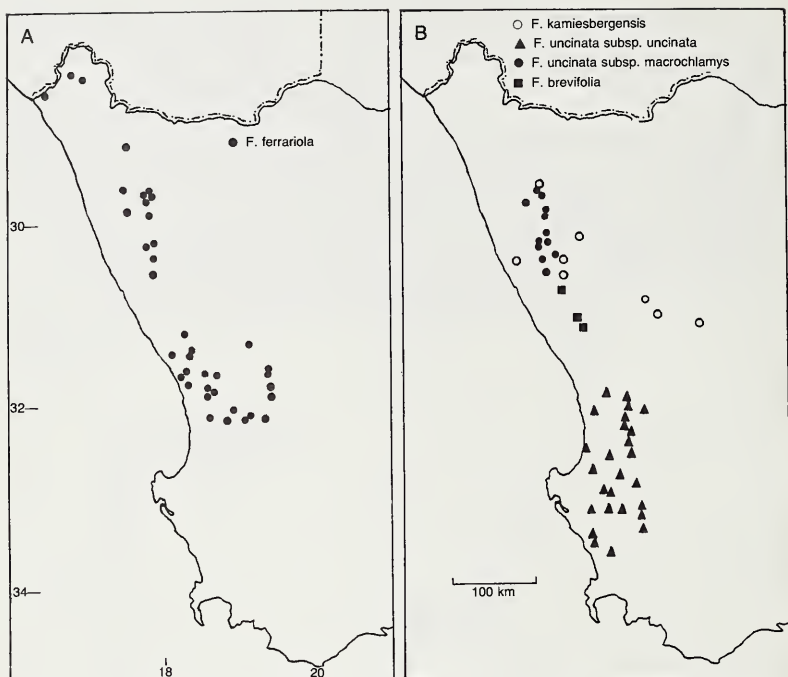 A
F. ferrariola
30
32
34
18
20
B
F. kamiesbergensis
F. uncinata subsp. uncinata
F. uncinata subsp. macrochlamys
F. brevifolia
100 km